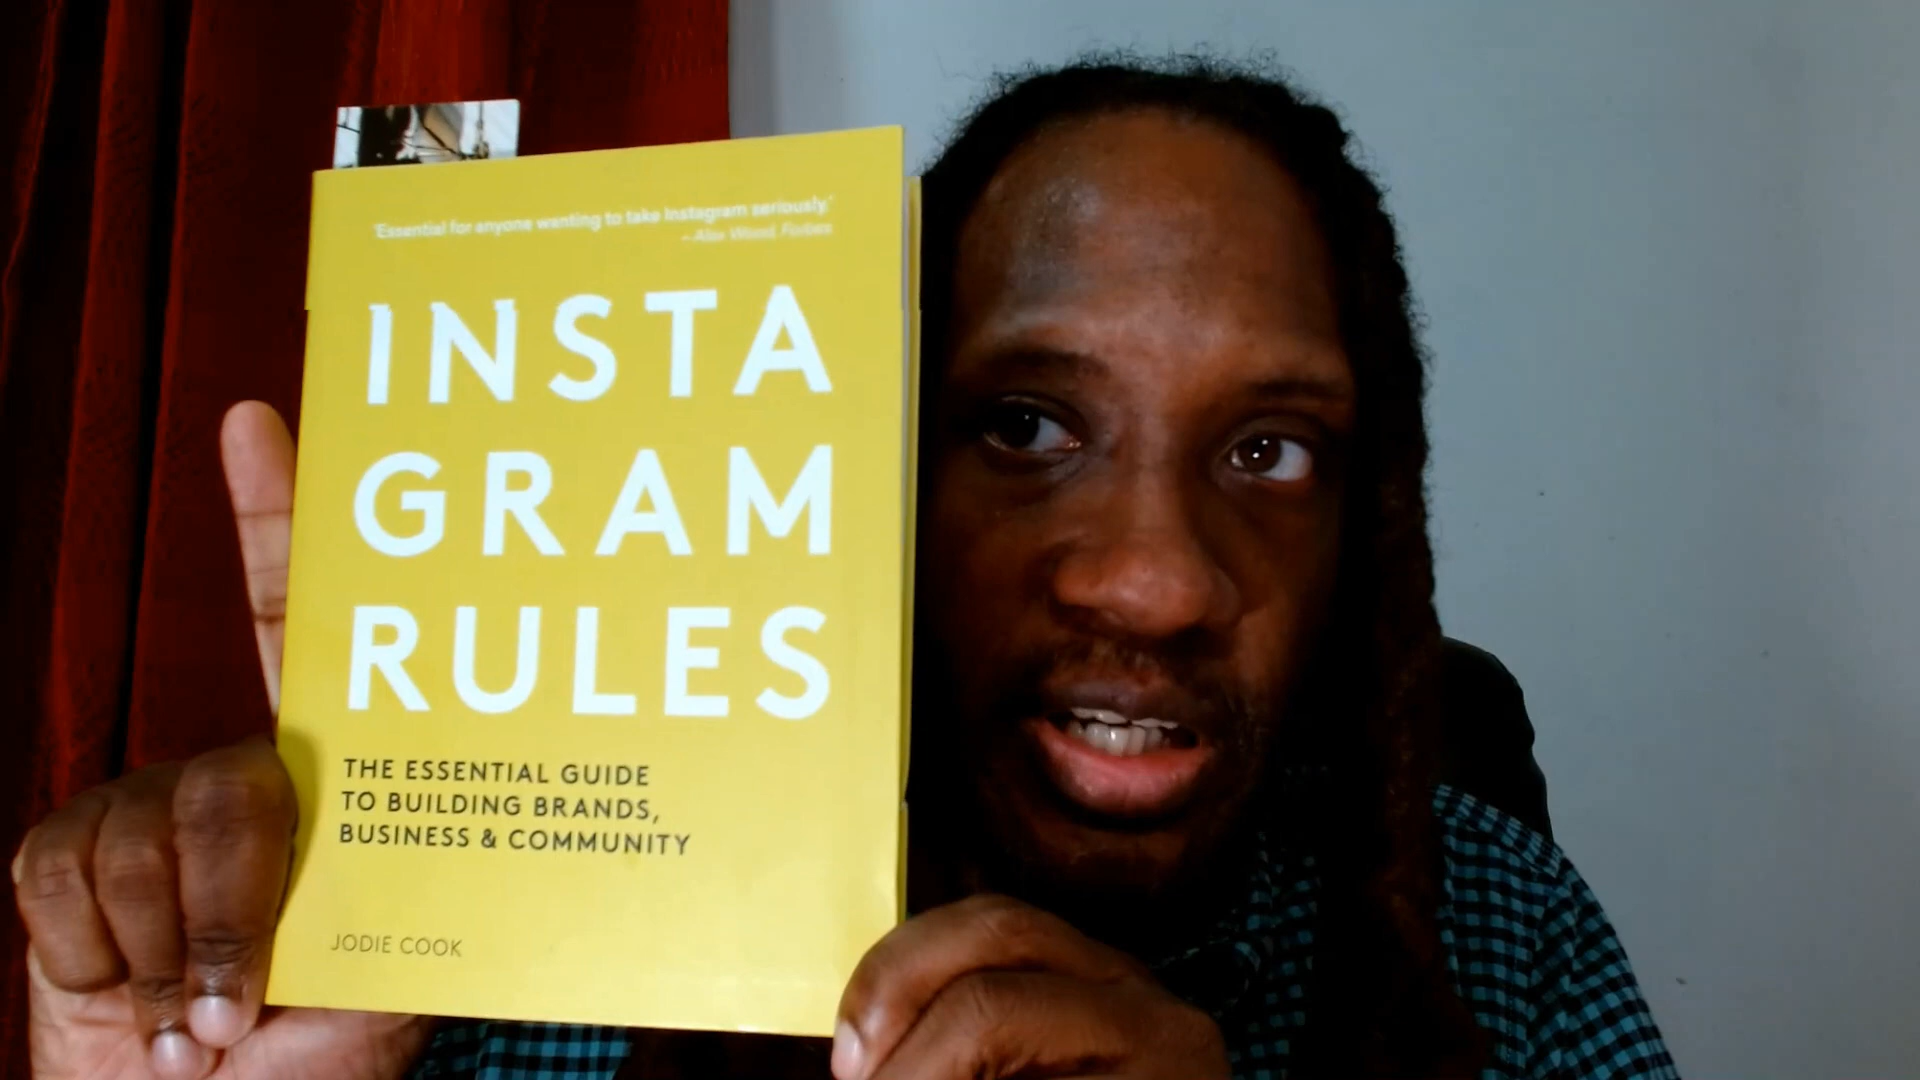 'Essential for anyone wanting to take Instagram seriously.'
– Alex Wood, Forbes
INSTA
GRAM
RULES
THE ESSENTIAL GUIDE
TO BUILDING BRANDS,
BUSINESS & COMMUNITY
JODIE COOK